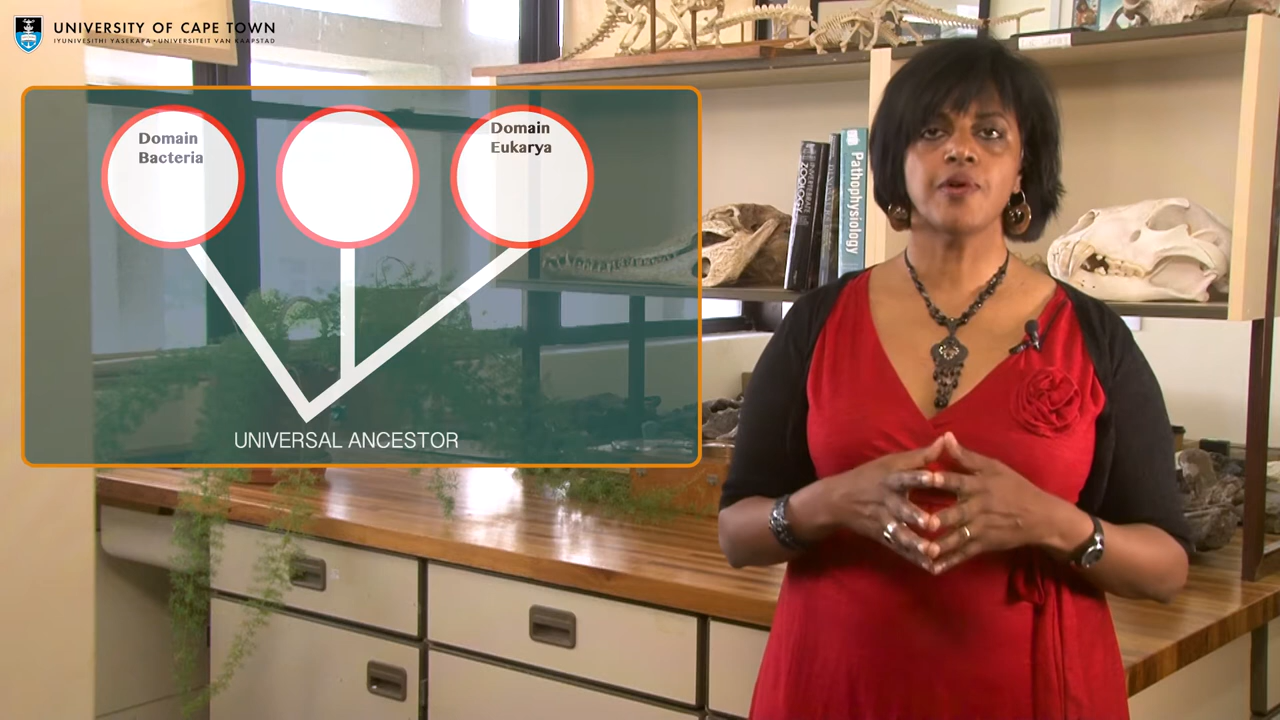 UNIVERSITY OF CAPE TOWN
IYUNIVESITHI YASEKAPA • UNIVERSITEIT VAN KAAPSTAD
Domain
Bacteria
Domain
Eukarya
UNIVERSAL ANCESTOR
ZOOLOGY
Pathophysiology